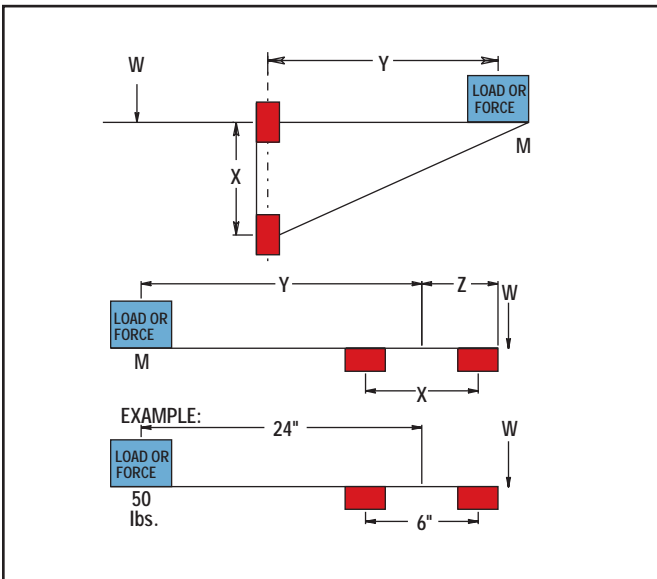 Y
W
LOAD OR
FORCE
M
X
Y
Z
W
LOAD OR
FORCE
M
X
EXAMPLE:
24"
W
LOAD OR
FORCE
50
lbs.
6"